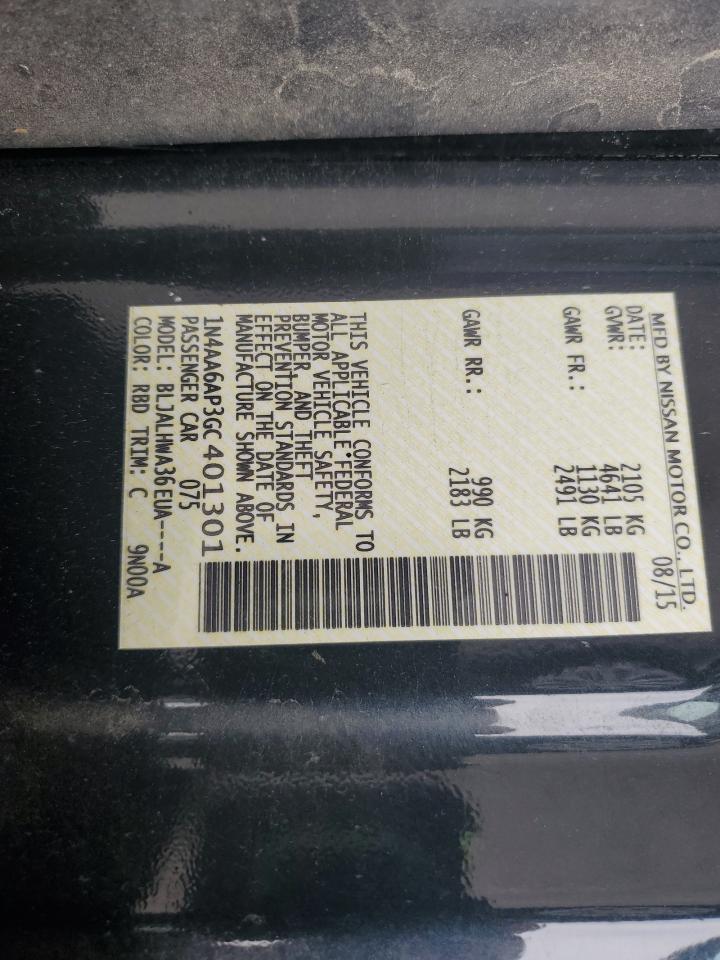 MFD BY NISSAN MOTOR CO., LTD.
DATE: 08/15
GVWR: 2105 KG
4641 LB
GAWR FR.: 1130 KG
2491 LB
GAWR RR.: 990 KG
2183 LB
THIS VEHICLE CONFORMS TO
ALL APPLICABLE FEDERAL
MOTOR VEHICLE SAFETY,
BUMPER, AND THEFT
PREVENTION STANDARDS IN
EFFECT ON THE DATE OF
MANUFACTURE SHOWN ABOVE.
1N4AA6AP3GC401301
PASSENGER CAR 075
MODEL: BLJALHWA36EUA----A
COLOR: RBD TRIM: C 9N00A